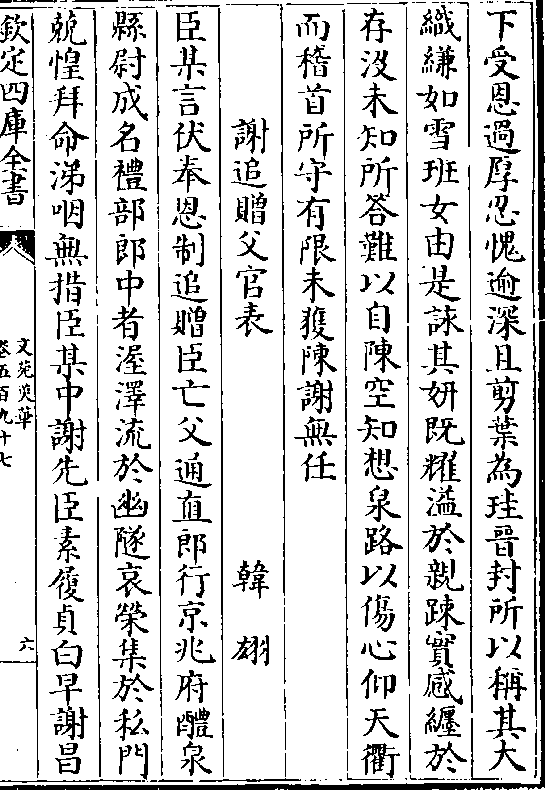 下受恩過厚忍愧逾深且剪葉為珪晉封所以稱其大
織縑如雪班女由是誄其妍既耀溢於親踈實感纏於
存沒未知所答難以自陳空知想泉路以傷心仰天衢
而稽首所守有限未獲陳謝無任
謝追贈父官表　韓翃
臣某言伏奉恩制追贈臣亡父通直郎行京兆府醴泉
縣尉成名禮部郎中者渥澤流於幽隧哀榮集於私門
兢惶拜命涕咽無措臣某中謝先臣素履貞白早謝昌
欽定四庫全書
文苑英華
卷五百九十七
六